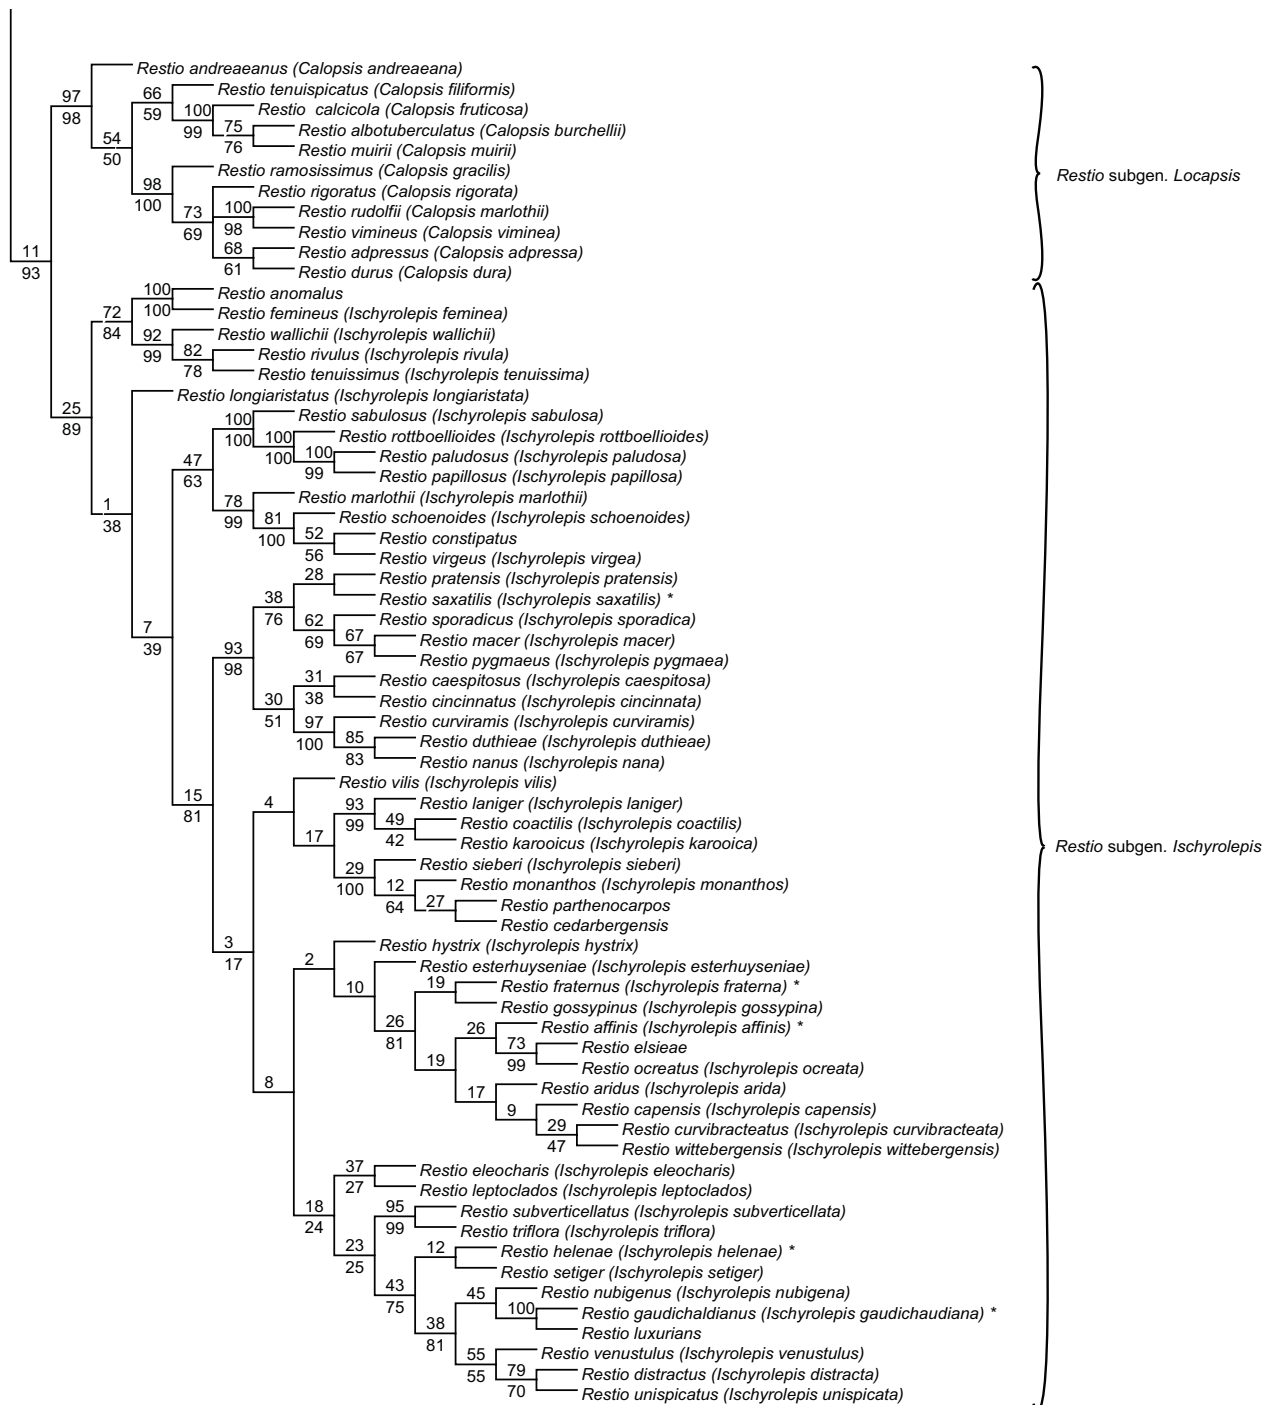 Restio andreaeanus (Calopsis andreaeana)
97
66
Restio tenuispicatus (Calopsis filiformis)
98
59
100
Restio calcicola (Calopsis fruticosa)
99
75
Restio albotuberculatus (Calopsis burchellii)
54
76
Restio muirii (Calopsis muirii)
50
Restio ramosissimus (Calopsis gracilis)
Restio subgen. Locapsis
98
Restio rigoratus (Calopsis rigorata)
100
73
100
Restio rudolfii (Calopsis marlothii)
69
98
Restio vimineus (Calopsis viminea)
11
68
Restio adpressus (Calopsis adpressa)
93
61
Restio durus (Calopsis dura)
100
Restio anomalus
72
100
Restio femineus (Ischyrolepis feminea)
84
92
Restio wallichii (Ischyrolepis wallichii)
99
82
Restio rivulus (Ischyrolepis rivula)
78
Restio tenuissimus (Ischyrolepis tenuissima)
Restio longiaristatus (Ischyrolepis longiaristata)
25
89
100
Restio sabulosus (Ischyrolepis sabulosa)
100
100
Restio rottboellioides (Ischyrolepis rottboellioides)
47
100
100
Restio paludosus (Ischyrolepis paludosa)
63
99
Restio papillosus (Ischyrolepis papillosa)
1
78
Restio marlothii (Ischyrolepis marlothii)
38
99
81
Restio schoenoides (Ischyrolepis schoenoides)
100
52
Restio constipatus
56
Restio virgeus (Ischyrolepis virgea)
28
Restio pratensis (Ischyrolepis pratensis)
38
Restio saxatilis (Ischyrolepis saxatilis) *
76
62
Restio sporadicus (Ischyrolepis sporadica)
7
69
67
Restio macer (Ischyrolepis macer)
39
93
67
Restio pygmaeus (Ischyrolepis pygmaea)
98
31
Restio caespitosus (Ischyrolepis caespitosa)
30
38
Restio cincinnatus (Ischyrolepis cincinnata)
51
97
Restio curviramis (Ischyrolepis curviramis)
100
85
Restio duthieae (Ischyrolepis duthieae)
83
Restio nanus (Ischyrolepis nana)
Restio vilis (Ischyrolepis vilis)
15
4
93
Restio laniger (Ischyrolepis laniger)
81
99
49
Restio coactilis (Ischyrolepis coactilis)
17
42
Restio karooicus (Ischyrolepis karooica)
Restio subgen. Ischyrolepis
29
Restio sieberi (Ischyrolepis sieberi)
100
12
Restio monanthos (Ischyrolepis monanthos)
64
27
Restio parthenocarpos
Restio cedarbergensis
3
Restio hystrix (Ischyrolepis hystrix)
17
2
Restio esterhuyseniae (Ischyrolepis esterhuyseniae)
10
19
Restio fraternus (Ischyrolepis fraterna) *
Restio gossypinus (Ischyrolepis gossypina)
26
26
Restio affinis (Ischyrolepis affinis) *
81
73
Restio elsieae
19
99
Restio ocreatus (Ischyrolepis ocreata)
8
17
Restio aridus (Ischyrolepis arida)
9
Restio capensis (Ischyrolepis capensis)
29
Restio curvibracteatus (Ischyrolepis curvibracteata)
47
Restio wittebergensis (Ischyrolepis wittebergensis)
37
Restio eleocharis (Ischyrolepis eleocharis)
27
Restio leptoclados (Ischyrolepis leptoclados)
18
95
Restio subverticellatus (Ischyrolepis subverticellata)
24
99
Restio triflora (Ischyrolepis triflora)
23
12
Restio helenae (Ischyrolepis helenae) *
25
Restio setiger (Ischyrolepis setiger)
43
45
Restio nubigenus (Ischyrolepis nubigena)
75
100
Restio gaudichaldianus (Ischyrolepis gaudichaudiana) *
38
Restio luxurians
81
55
Restio venustulus (Ischyrolepis venustulus)
55
79
Restio distractus (Ischyrolepis distracta)
70
Restio unispicatus (Ischyrolepis unispicata)